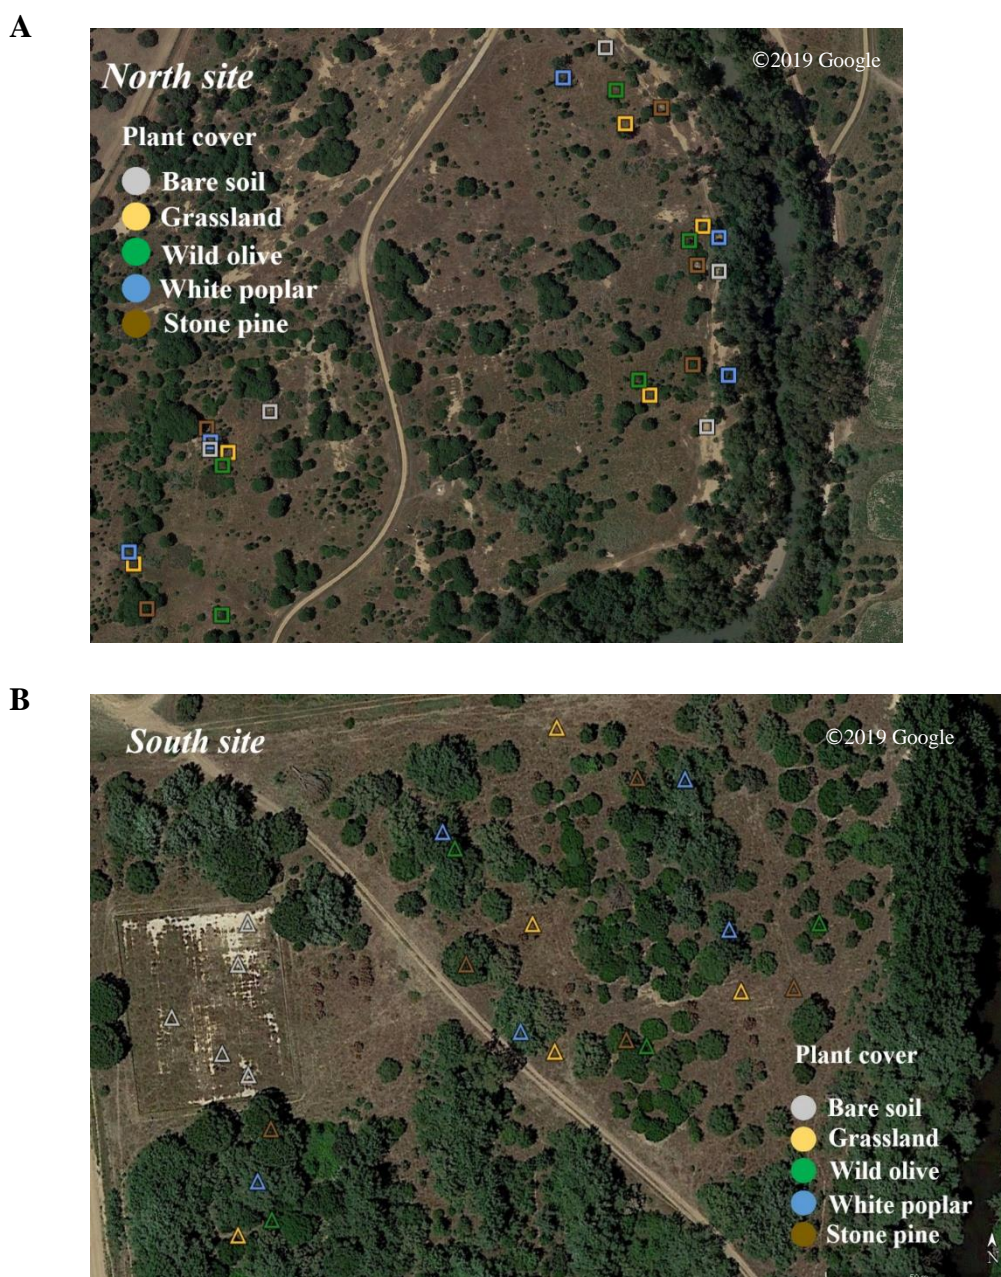 A
North site
©2019 Google
Plant cover
Bare soil
Grassland
Wild olive
White poplar
Stone pine
B
South site
©2019 Google
Plant cover
Bare soil
Grassland
Wild olive
White poplar
Stone pine
N